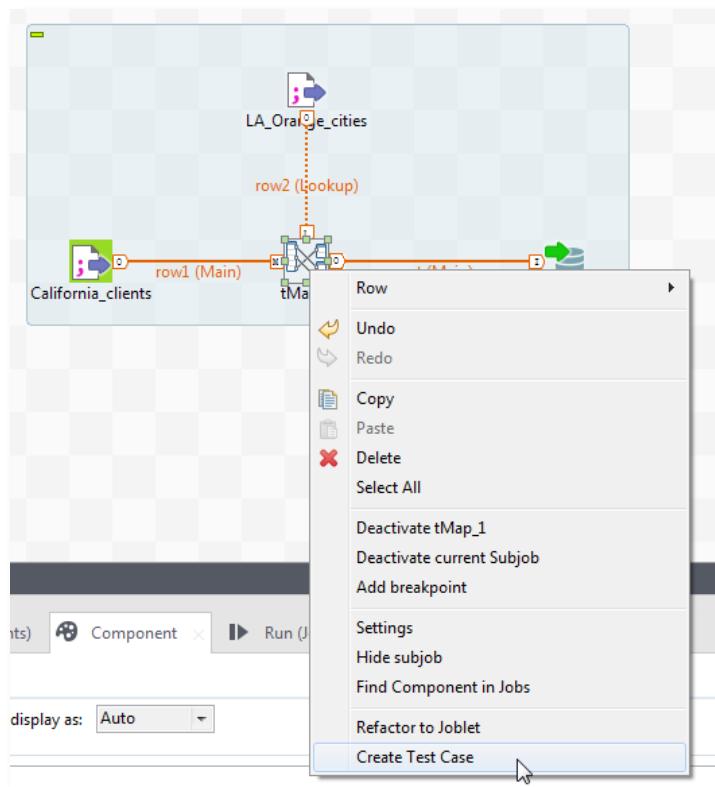 LA_Orange_cities
row2 (Lookup)
row1 (Main)
California_clients
Row
Undo
Redo
Copy
Paste
Delete
Select All
Deactivate tMap_1
Deactivate current Subjob
Add breakpoint
Settings
Hide subjob
Find Component in Jobs
Refactor to Joblet
Create Test Case
Component
Run
display as:
Auto